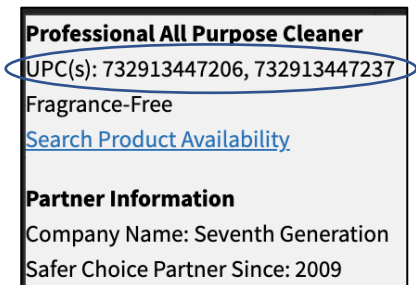 Professional All Purpose Cleaner
UPC(s): 732913447206, 732913447237
Fragrance-Free
Search Product Availability
Partner Information
Company Name: Seventh Generation
Safer Choice Partner Since: 2009